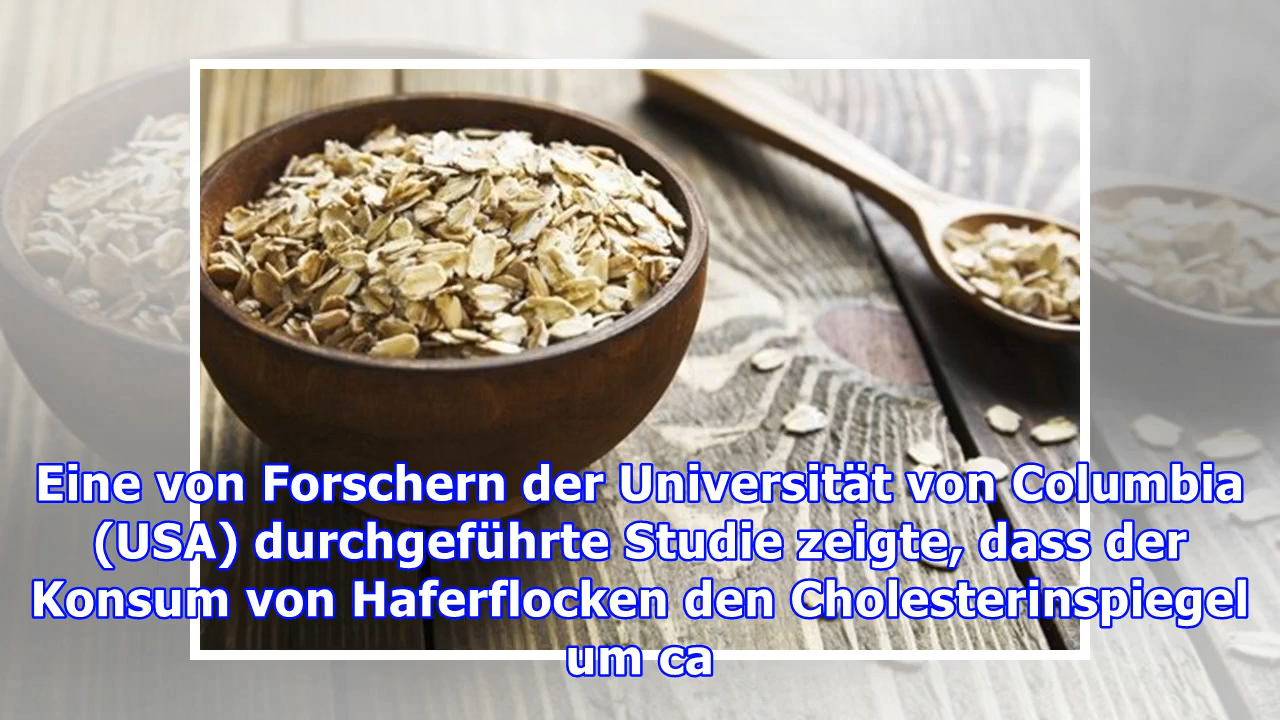 Eine von Forschern der Universität von Columbia
(USA) durchgeführte Studie zeigte, dass der
Konsum von Haferflocken den Cholesterinspiegel
um ca